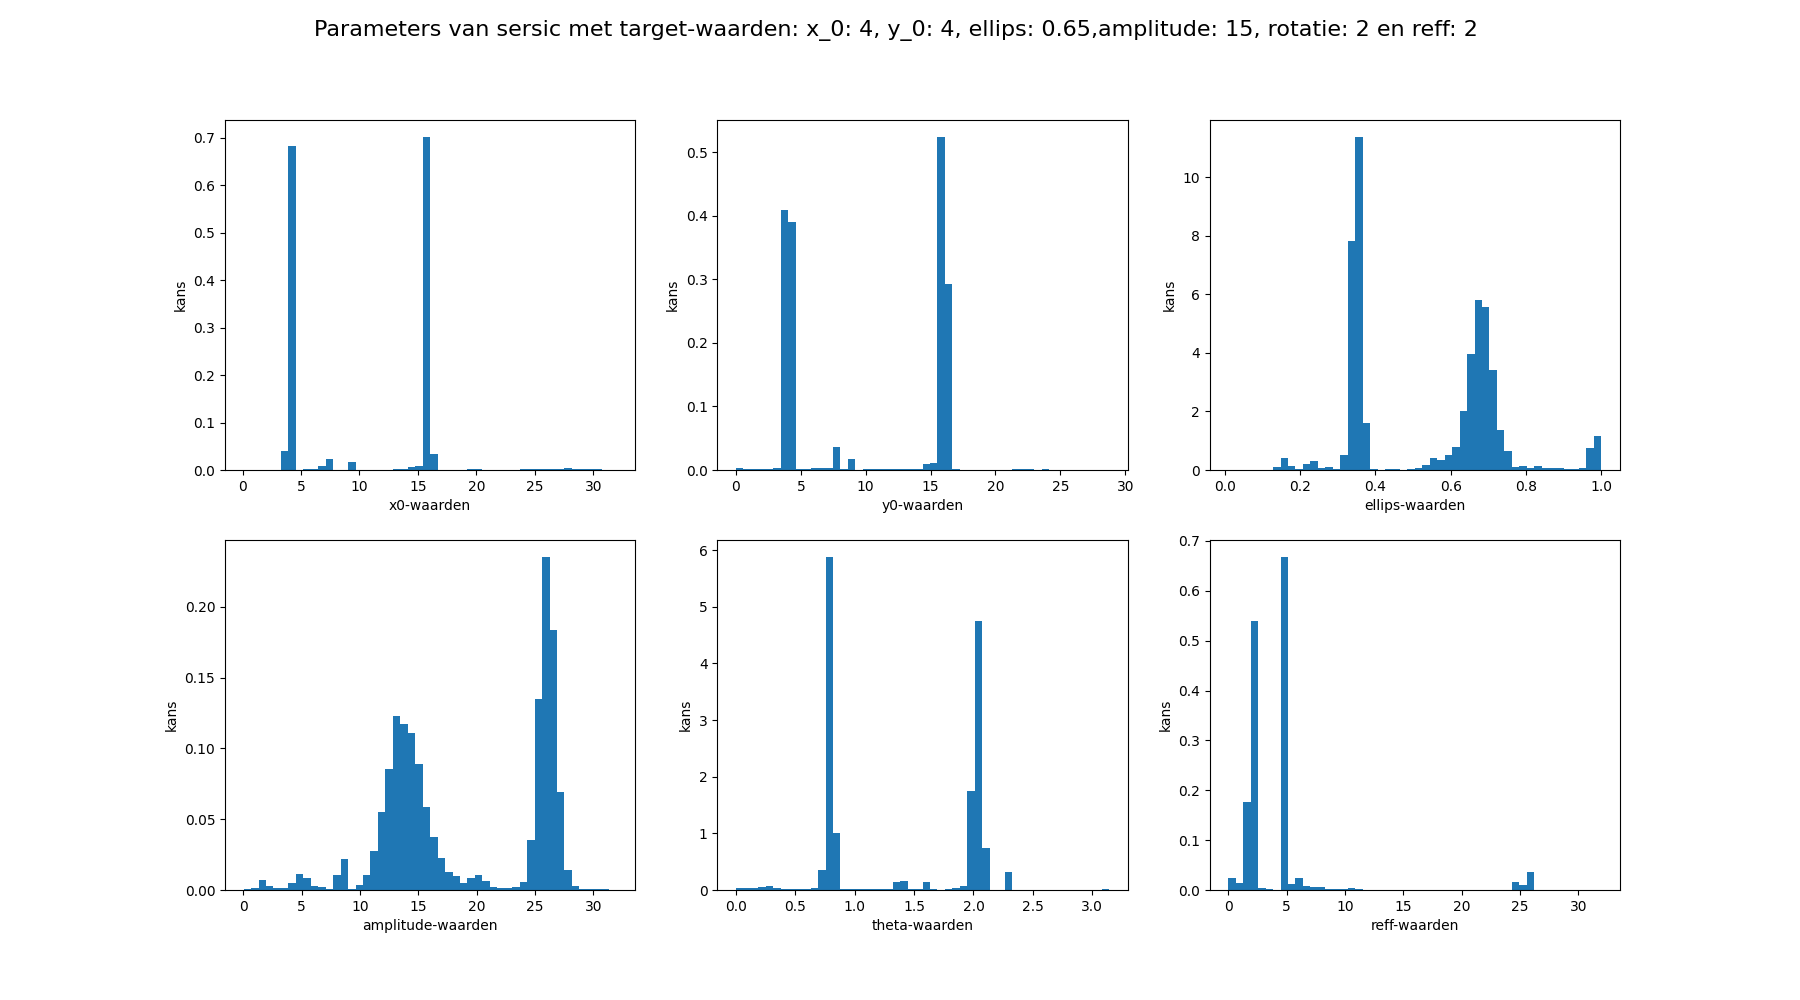 Parameters van sersic met target-waarden: x_0: 4, y_0: 4, ellips: 0.65,amplitude: 15, rotatie: 2 en reff: 2
0.7
0.6
0.5
0.4
0.3
0.2
0.1
0.0
kans
0 5 10 15 20 25 30
x0-waarden
0.5
0.4
0.3
0.2
0.1
0.0
kans
0 5 10 15 20 25 30
y0-waarden
10
8
6
4
2
0
kans
0.0 0.2 0.4 0.6 0.8 1.0
ellips-waarden
0.20
0.15
0.10
0.05
0.00
kans
0 5 10 15 20 25 30
amplitude-waarden
6
5
4
3
2
1
0
kans
0.0 0.5 1.0 1.5 2.0 2.5 3.0
theta-waarden
0.7
0.6
0.5
0.4
0.3
0.2
0.1
0.0
kans
0 5 10 15 20 25 30
reff-waarden